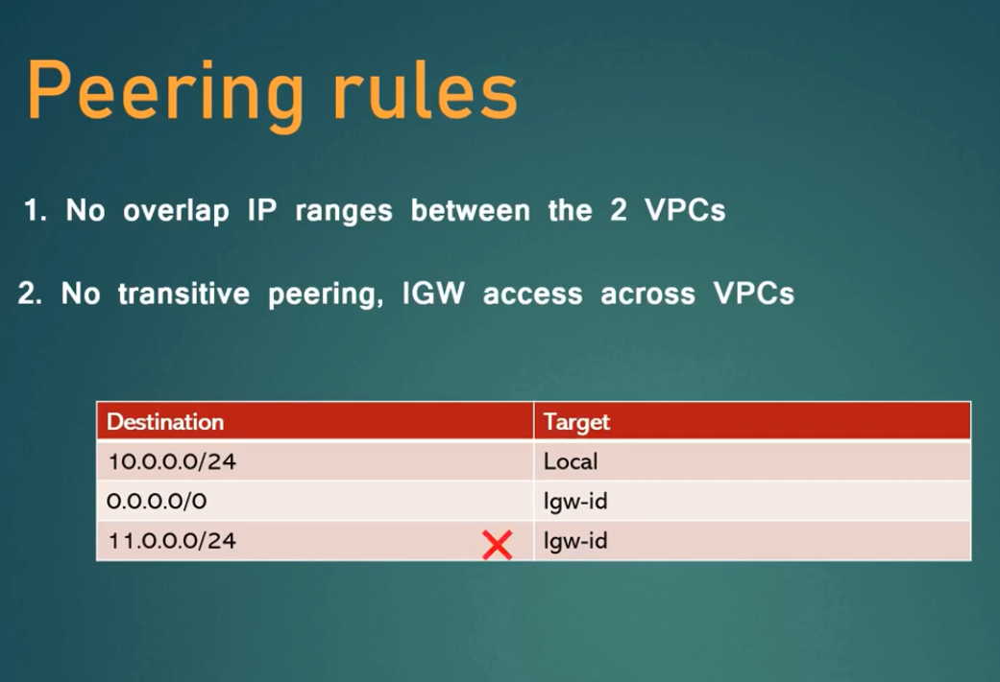 Peering rules
1. No overlap IP ranges between the 2 VPCs
2. No transitive peering, IGW access across VPCs
Destination Target
10.0.0.0/24 Local
0.0.0.0/0 Igw-id
11.0.0.0/24 Igw-id